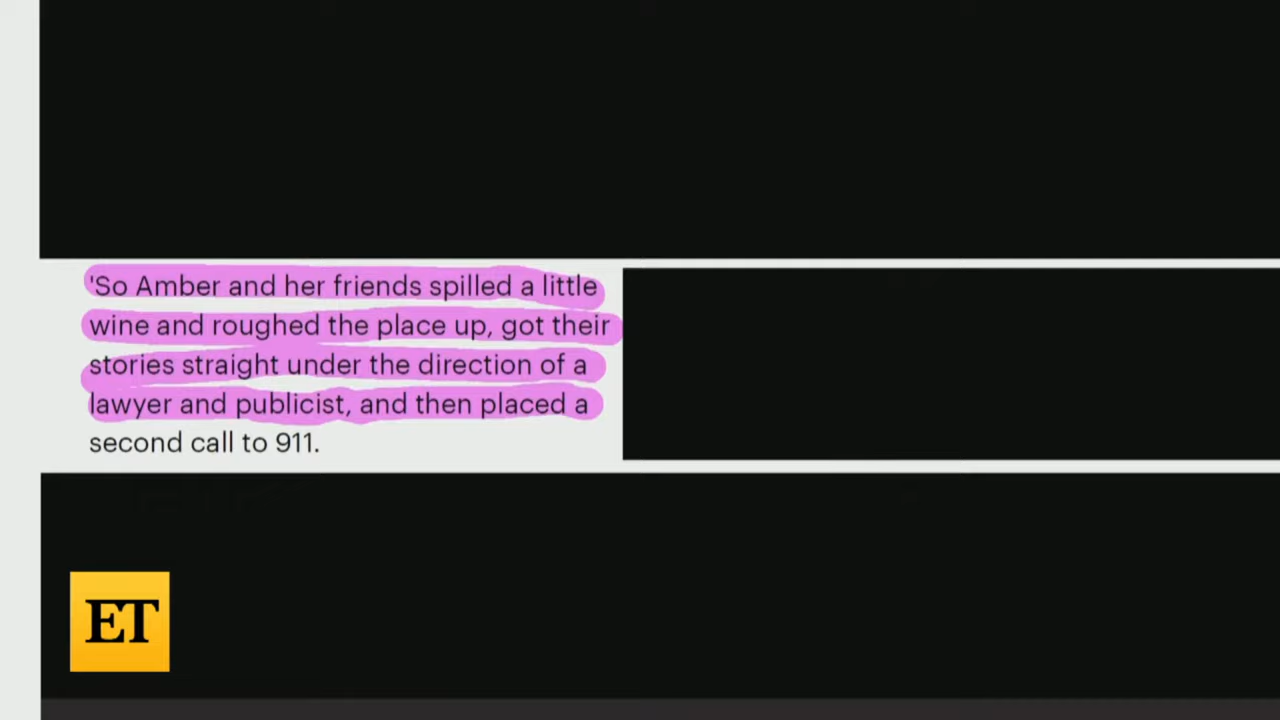 'So Amber and her friends spilled a little
wine and roughed the place up, got their
stories straight under the direction of a
lawyer and publicist, and then placed a
second call to 911.
ET